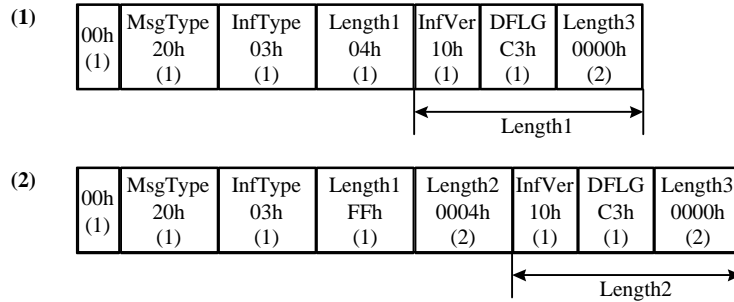 (1)
00h (1)
MsgType 20h (1)
InfType 03h (1)
Length1 04h (1)
InfVer 10h (1)
DFLG C3h (1)
Length3 0000h (2)
Length1
(2)
00h (1)
MsgType 20h (1)
InfType 03h (1)
Length1 FFh (1)
Length2 0004h (2)
InfVer 10h (1)
DFLG C3h (1)
Length3 0000h (2)
Length2